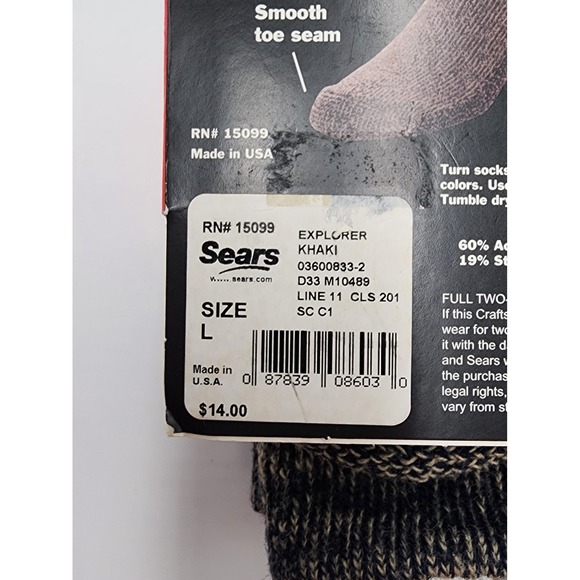 Smooth
toe seam
RN# 15099
Made in USA
Turn socks
colors. Use
Tumble dry
60%
19%
FULL TWO-
If this Crafts
wear for two
it with the d
and Sears w
the purchas
legal rights,
vary from st
RN# 15099
Sears
www.sears.com
SIZE
L
Made in
U.S.A.
$14.00
EXPLORER
KHAKI
03600833-2
D33 M10489
LINE 11 CLS 201
SC C1
0 87839 08603 0